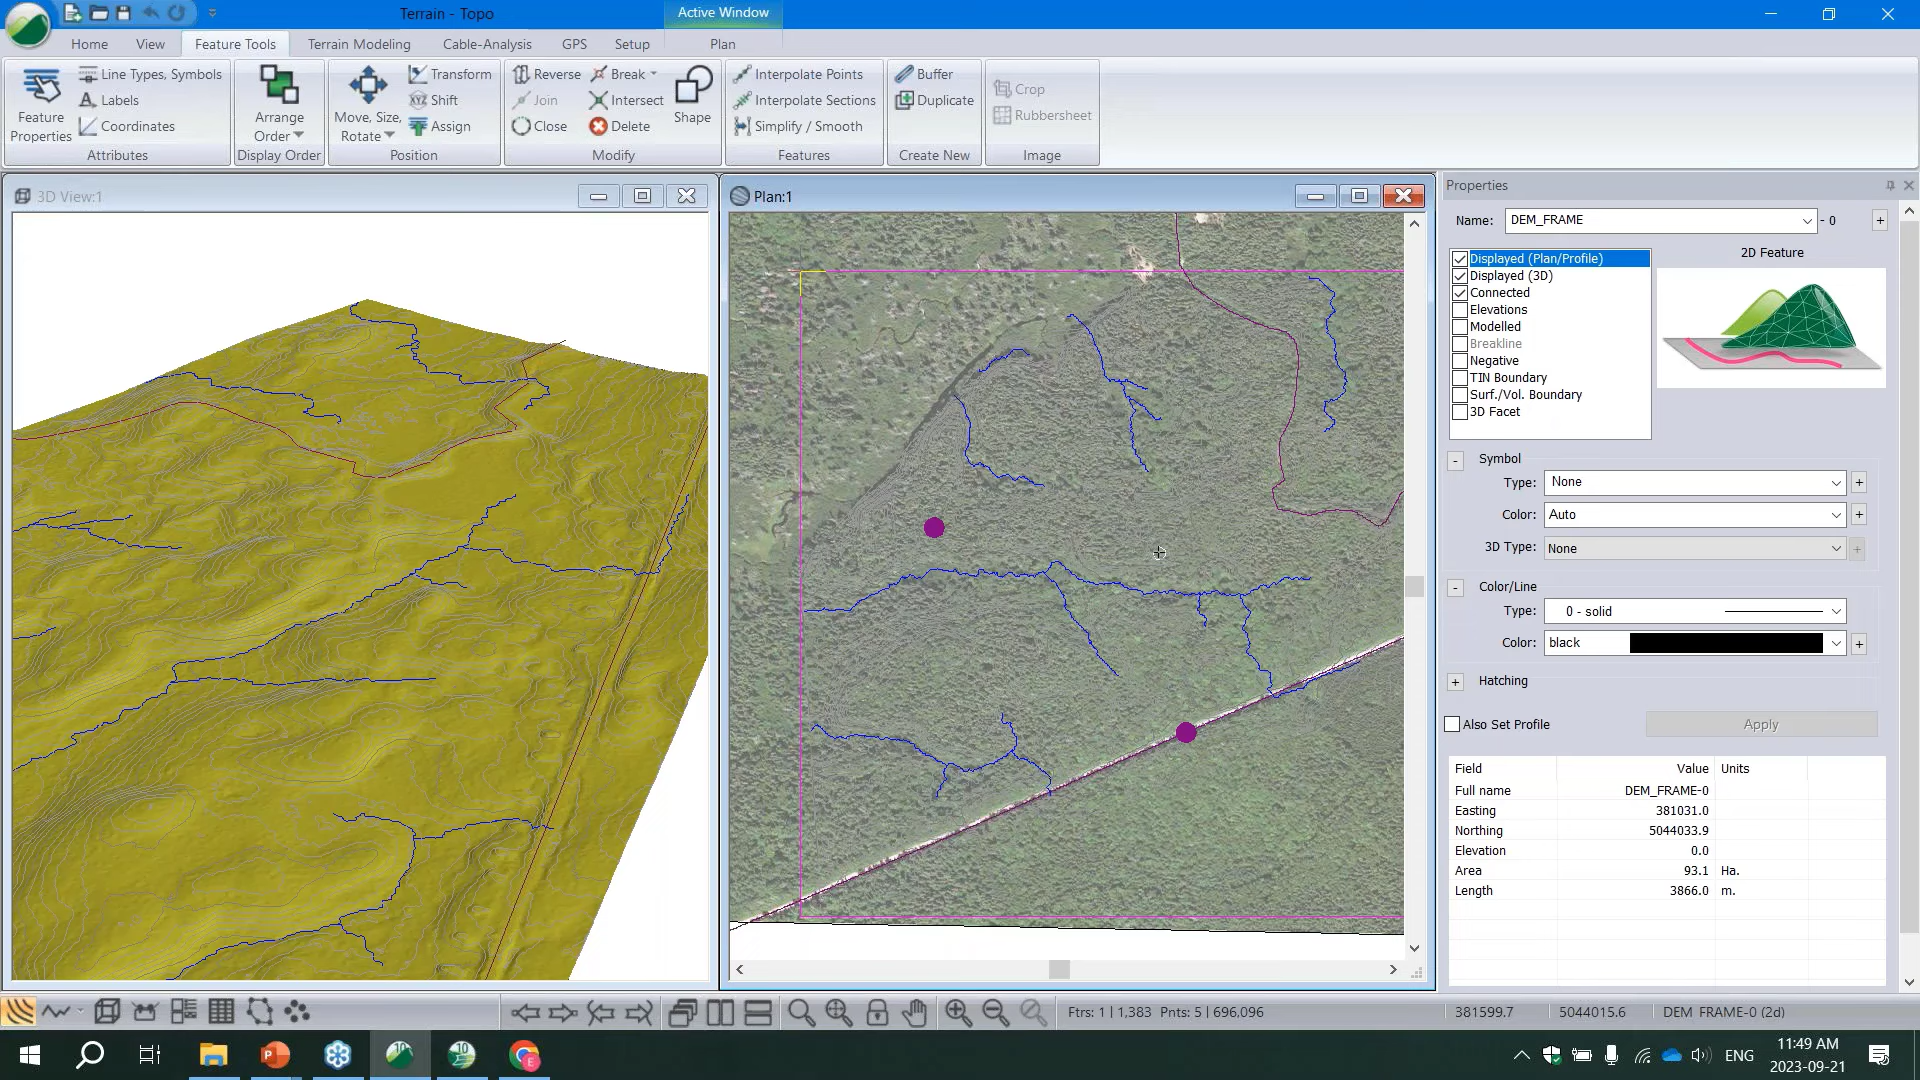 Terrain - Topo
Active Window
Home
View
Feature Tools
Terrain Modeling
Cable-Analysis
GPS
Setup
Plan
Feature
Properties
Line Types, Symbols
Labels
Coordinates
Attributes
Arrange
Order
Display Order
Move, Size,
Rotate
Transform
Shift
Assign
Position
Reverse
Join
Close
Break
Intersect
Delete
Shape
Modify
Interpolate Points
Interpolate Sections
Simplify / Smooth
Features
Buffer
Duplicate
Create New
Crop
Rubbersheet
Image
3D View:1
Plan:1
Properties
Name:
DEM_FRAME
- 0
Displayed (Plan/Profile)
Displayed (3D)
Connected
Elevations
Modelled
Breakline
Negative
TIN Boundary
Surf./Vol. Boundary
3D Facet
2D Feature
Symbol
Type: None
Color: Auto
3D Type: None
Color/Line
Type: 0 - solid
Color: black
Hatching
Also Set Profile
Apply
Field Value Units
Full name DEM_FRAME-0
Easting 381031.0
Northing 5044033.9
Elevation 0.0
Area 93.1 Ha.
Length 3866.0 m.
Ftrs: 1 | 1,383 Pnts: 5 | 696,096
381599.7
5044015.6
DEM_FRAME-0 (2d)
ENG
11:49 AM
2023-09-21